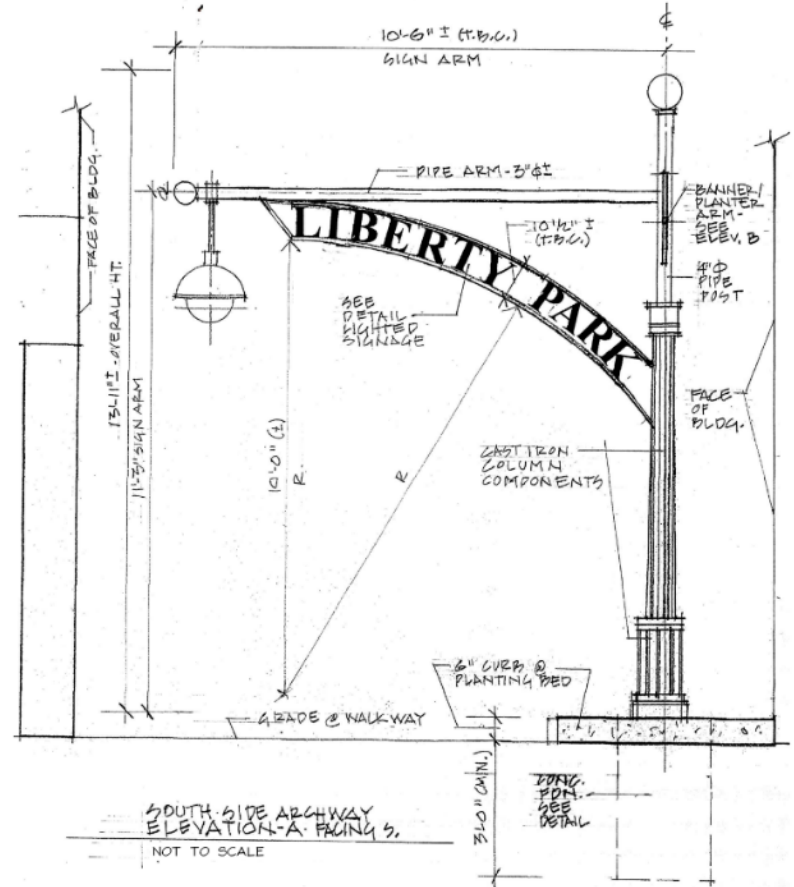 ℄
10'-6" ± (T.B.C.)
SIGN ARM
PIPE ARM - 3"φ±
FACE OF BLDG.
BANNER/
PLANTER
ARM -
SEE
ELEV. B
LIBERTY PARK
10 1/2" ±
(T.B.C.)
4"φ
PIPE
POST
SEE
DETAIL
LIGHTED
SIGNAGE
13'-11" ± - OVERALL HT.
11'-3" SIGN ARM
FACE
OF
BLDG.
10'-0" (±)
R.
R
CAST IRON
COLUMN
COMPONENTS
6" CURB @
PLANTING BED
GRADE @ WALKWAY
3'-0" (MIN.)
CONC.
FDN.
SEE
DETAIL
SOUTH-SIDE ARCHWAY
ELEVATION-A FACING S.
NOT TO SCALE